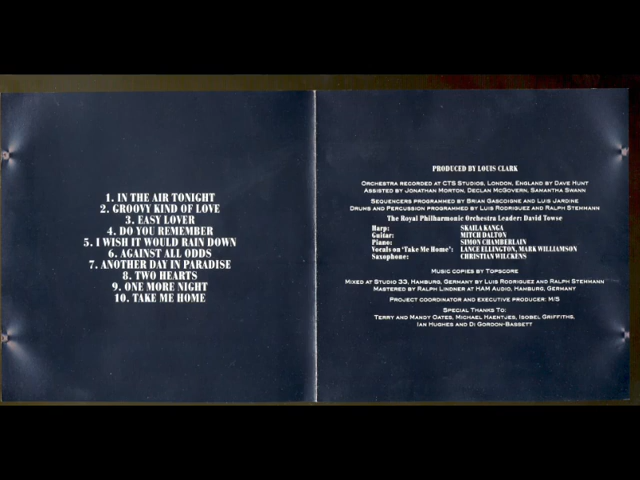 1. IN THE AIR TONIGHT
2. GROOVY KIND OF LOVE
3. EASY LOVER
4. DO YOU REMEMBER
5. I WISH IT WOULD RAIN DOWN
6. AGAINST ALL ODDS
7. ANOTHER DAY IN PARADISE
8. TWO HEARTS
9. ONE MORE NIGHT
10. TAKE ME HOME
PRODUCED BY LOUIS CLARK
ORCHESTRA RECORDED AT CTS STUDIOS, LONDON, ENGLAND BY DAVE HUNT
ASSISTED BY JONATHAN MORTON, DECLAN MCGOVERN, SAMANTHA SWANN
SEQUENCERS PROGRAMMED BY BRIAN GASCOIGNE AND LUIS JARDINE
DRUMS AND PERCUSSION PROGRAMMED BY LUIS RODRIGUEZ AND RALPH STEMMANN
The Royal Philharmonic Orchestra Leader: David Towse
Harp: SKAILA KANGA
Guitar: MITCH DALTON
Piano: SIMON CHAMBERLAIN
Vocals on 'Take Me Home': LANCE ELLINGTON, MARK WILLIAMSON
Saxophone: CHRISTIAN WILCKENS
MUSIC COPIES BY TOPSCORE
MIXED AT STUDIO 33, HAMBURG, GERMANY BY LUIS RODRIGUEZ AND RALPH STEMMANN
MASTERED BY RALPH LINDNER AT HAM AUDIO, HAMBURG, GERMANY
PROJECT COORDINATOR AND EXECUTIVE PRODUCER: M/5
SPECIAL THANKS TO:
TERRY AND MANDY OATES, MICHAEL HAENTJES, ISOBEL GRIFFITHS,
IAN HUGHES AND DI GORDON-BASSETT